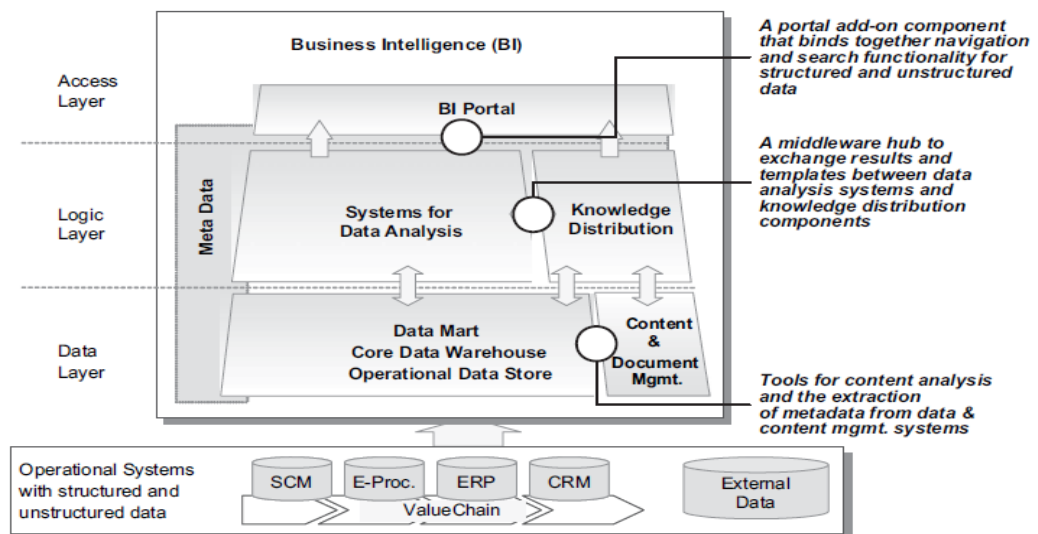 Business Intelligence (BI)
A portal add-on component
that binds together navigation
and search functionality for
structured and unstructured
data
Access
Layer
BI Portal
A middleware hub to
exchange results and
templates between data
analysis systems and
knowledge distribution
components
Logic
Layer
Meta Data
Systems for
Data Analysis
Knowledge
Distribution
Data
Layer
Data Mart
Core Data Warehouse
Operational Data Store
Content
&
Document
Mgmt.
Tools for content analysis
and the extraction
of metadata from data &
content mgmt. systems
Operational Systems
with structured and
unstructured data
SCM
E-Proc.
ERP
CRM
ValueChain
External
Data